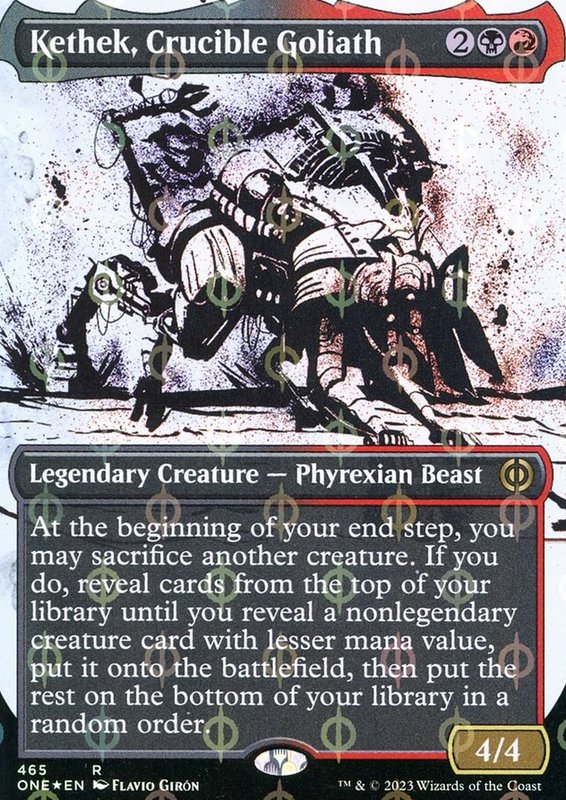 Kethek, Crucible Goliath 2
Legendary Creature — Phyrexian Beast
At the beginning of your end step, you
may sacrifice another creature. If you
do, reveal cards from the top of your
library until you reveal a nonlegendary
creature card with lesser mana value,
put it onto the battlefield, then put the
rest on the bottom of your library in a
random order.
4/4
465 R
ONE★EN Flavio Girón
™ & © 2023 Wizards of the Coast